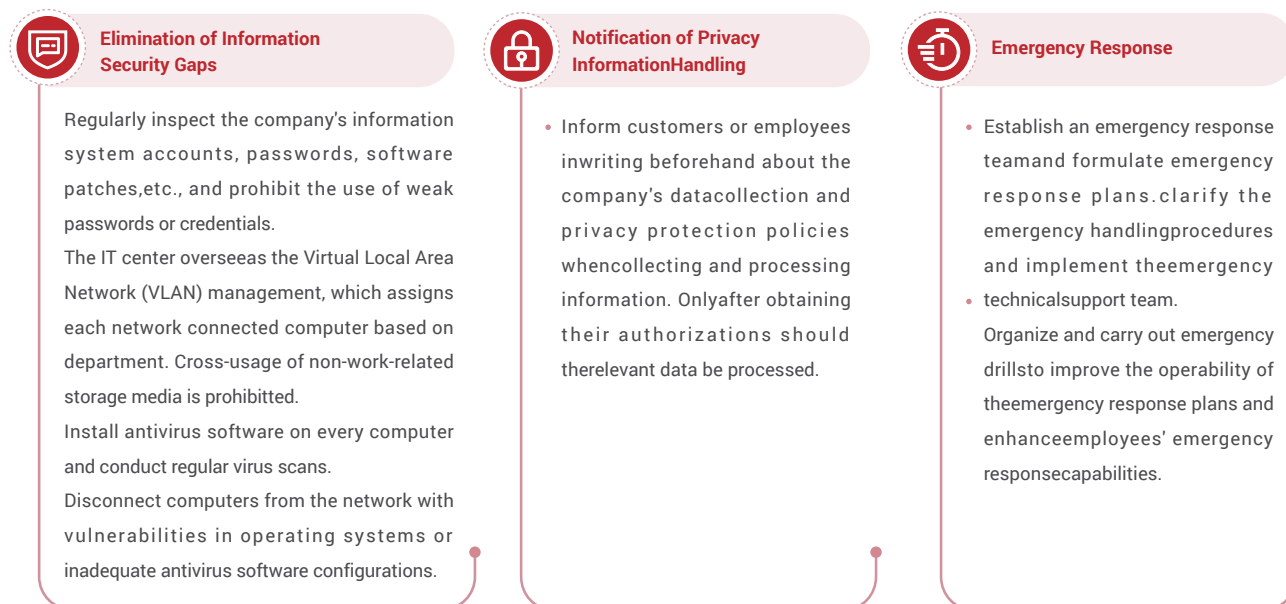 Elimination of Information
Security Gaps
Regularly inspect the company's information
system accounts, passwords, software
patches,etc., and prohibit the use of weak
passwords or credentials.
The IT center overseeas the Virtual Local Area
Network (VLAN) management, which assigns
each network connected computer based on
department. Cross-usage of non-work-related
storage media is prohibitted.
Install antivirus software on every computer
and conduct regular virus scans.
Disconnect computers from the network with
vulnerabilities in operating systems or
inadequate antivirus software configurations.
Notification of Privacy
InformationHandling
• Inform customers or employees
inwriting beforehand about the
company's datacollection and
privacy protection policies
whencollecting and processing
information. Onlyafter obtaining
their authorizations should
therelevant data be processed.
Emergency Response
• Establish an emergency response
teamand formulate emergency
response plans.clarify the
emergency handlingprocedures
and implement theemergency
• technicalsupport team.
Organize and carry out emergency
drillsto improve the operability of
theemergency response plans and
enhanceemployees' emergency
responsecapabilities.